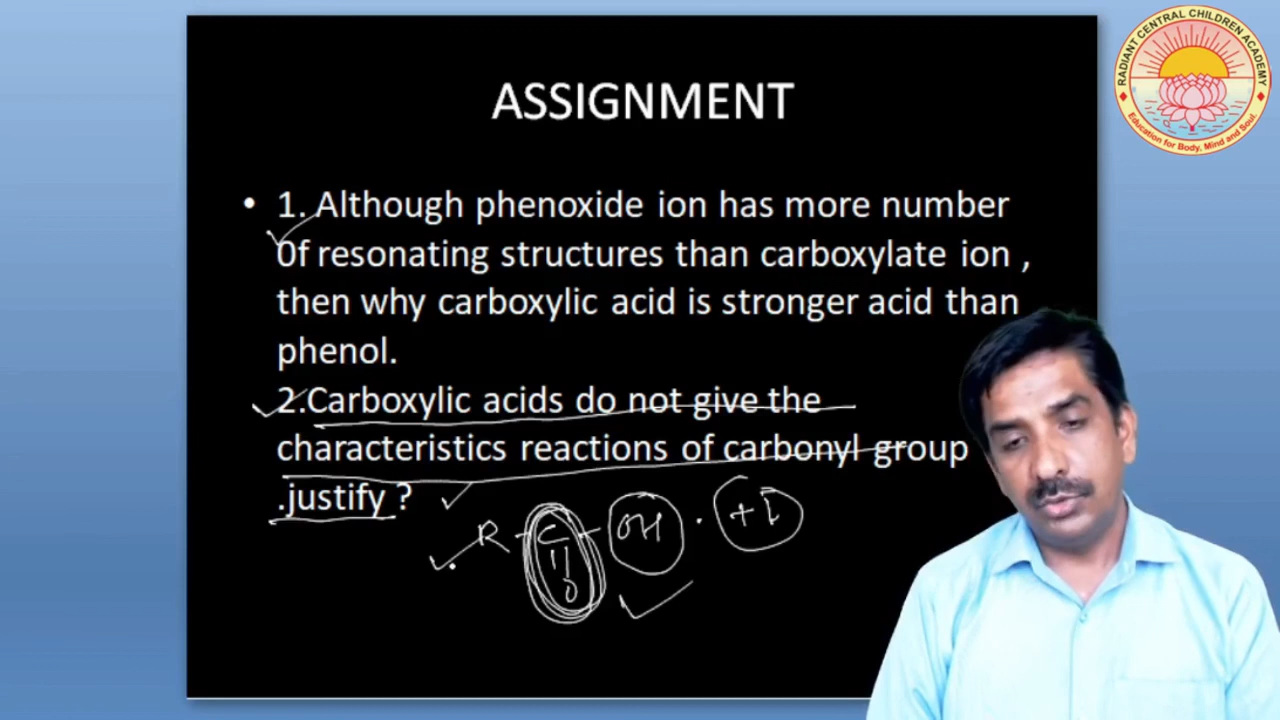 ASSIGNMENT
• 1. Although phenoxide ion has more number
0f resonating structures than carboxylate ion ,
then why carboxylic acid is stronger acid than
phenol.
2.Carboxylic acids do not give the
characteristics reactions of carbonyl group
.justify ?
R - C - OH . +I
||
O
RADIANT CENTRAL CHILDREN ACADEMY
Education for Body, Mind and Soul.